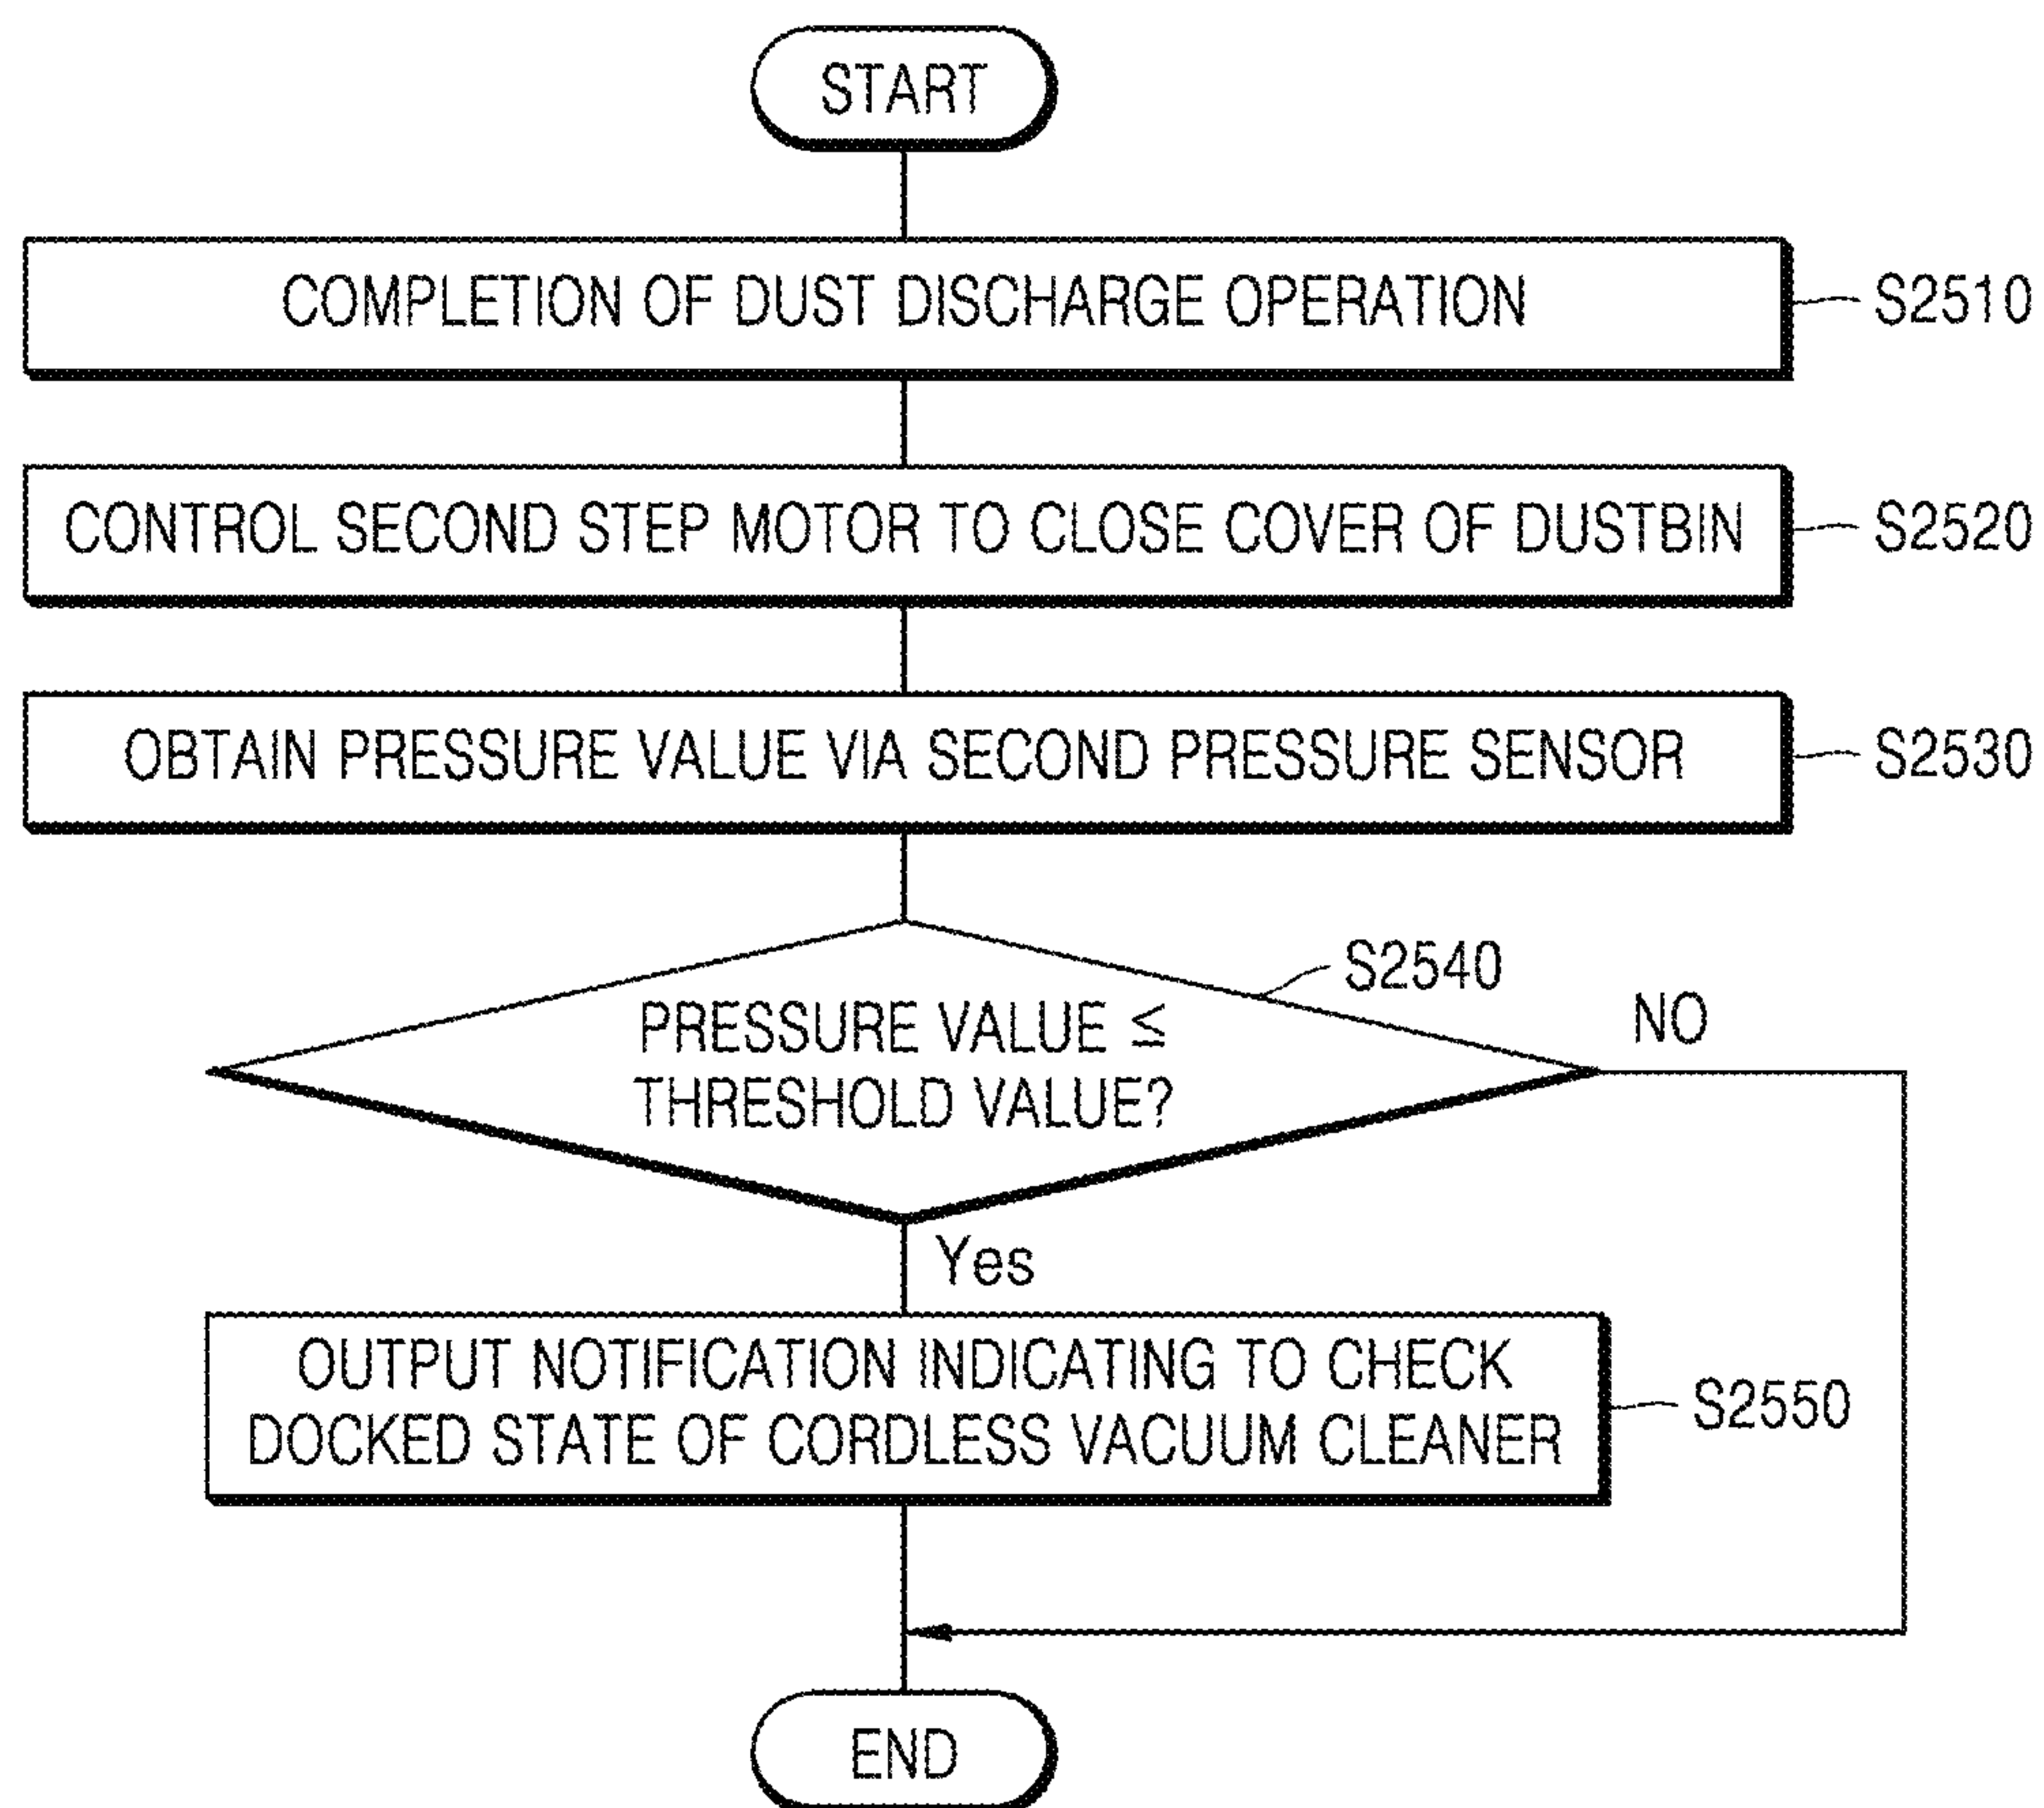 START
COMPLETION OF DUST DISCHARGE OPERATION
S2510
CONTROL SECOND STEP MOTOR TO CLOSE COVER OF DUSTBIN
S2520
OBTAIN PRESSURE VALUE VIA SECOND PRESSURE SENSOR
S2530
S2540
PRESSURE VALUE ≤
THRESHOLD VALUE?
NO
Yes
OUTPUT NOTIFICATION INDICATING TO CHECK
DOCKED STATE OF CORDLESS VACUUM CLEANER
S2550
END